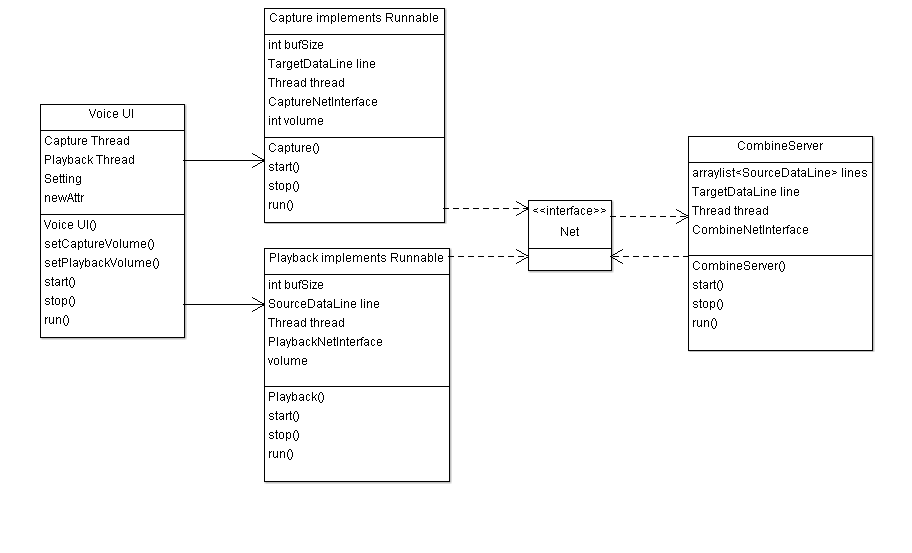 Voice UI
Capture Thread
Playback Thread
Setting
newAttr
Voice UI()
setCaptureVolume()
setPlaybackVolume()
start()
stop()
run()
Capture implements Runnable
int bufSize
TargetDataLine line
Thread thread
CaptureNetInterface
int volume
Capture()
start()
stop()
run()
Playback implements Runnable
int bufSize
SourceDataLine line
Thread thread
PlaybackNetInterface
volume
Playback()
start()
stop()
run()
<<interface>>
Net
CombineServer
arraylist<SourceDataLine> lines
TargetDataLine line
Thread thread
CombineNetInterface
CombineServer()
start()
stop()
run()